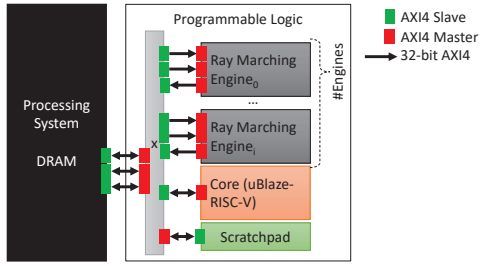 Programmable Logic
AXI4 Slave
AXI4 Master
32-bit AXI4
Processing
System
DRAM
x
Ray Marching
Engine0
...
Ray Marching
Enginei
#Engines
Core (uBlaze-
RISC-V)
Scratchpad